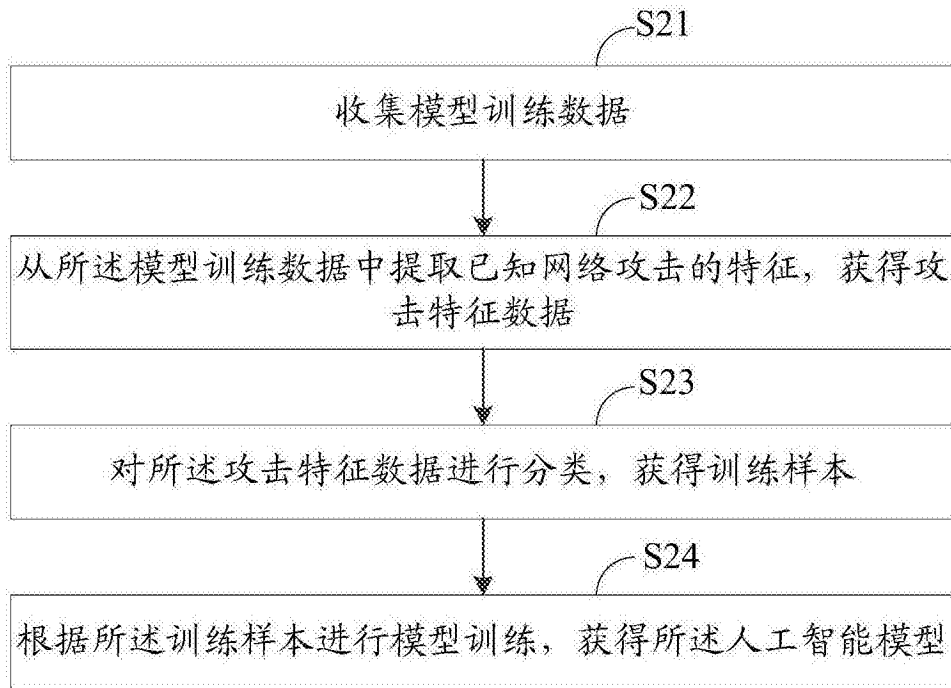 S21
收集模型训练数据
S22
从所述模型训练数据中提取已知网络攻击的特征，获得攻
击特征数据
S23
对所述攻击特征数据进行分类，获得训练样本
S24
根据所述训练样本进行模型训练，获得所述人工智能模型